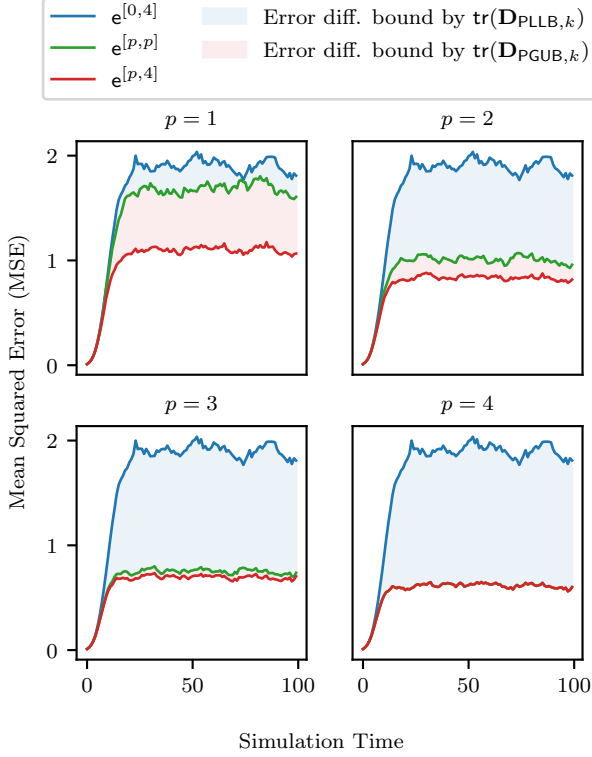 e^{[0,4]} Error diff. bound by tr(D_{PLLB,k})
e^{[p,p]} Error diff. bound by tr(D_{PGUB,k})
e^{[p,4]}
p = 1 p = 2
2
1
0
p = 3 p = 4
2
1
0
0 50 100 0 50 100
Mean Squared Error (MSE)
Simulation Time